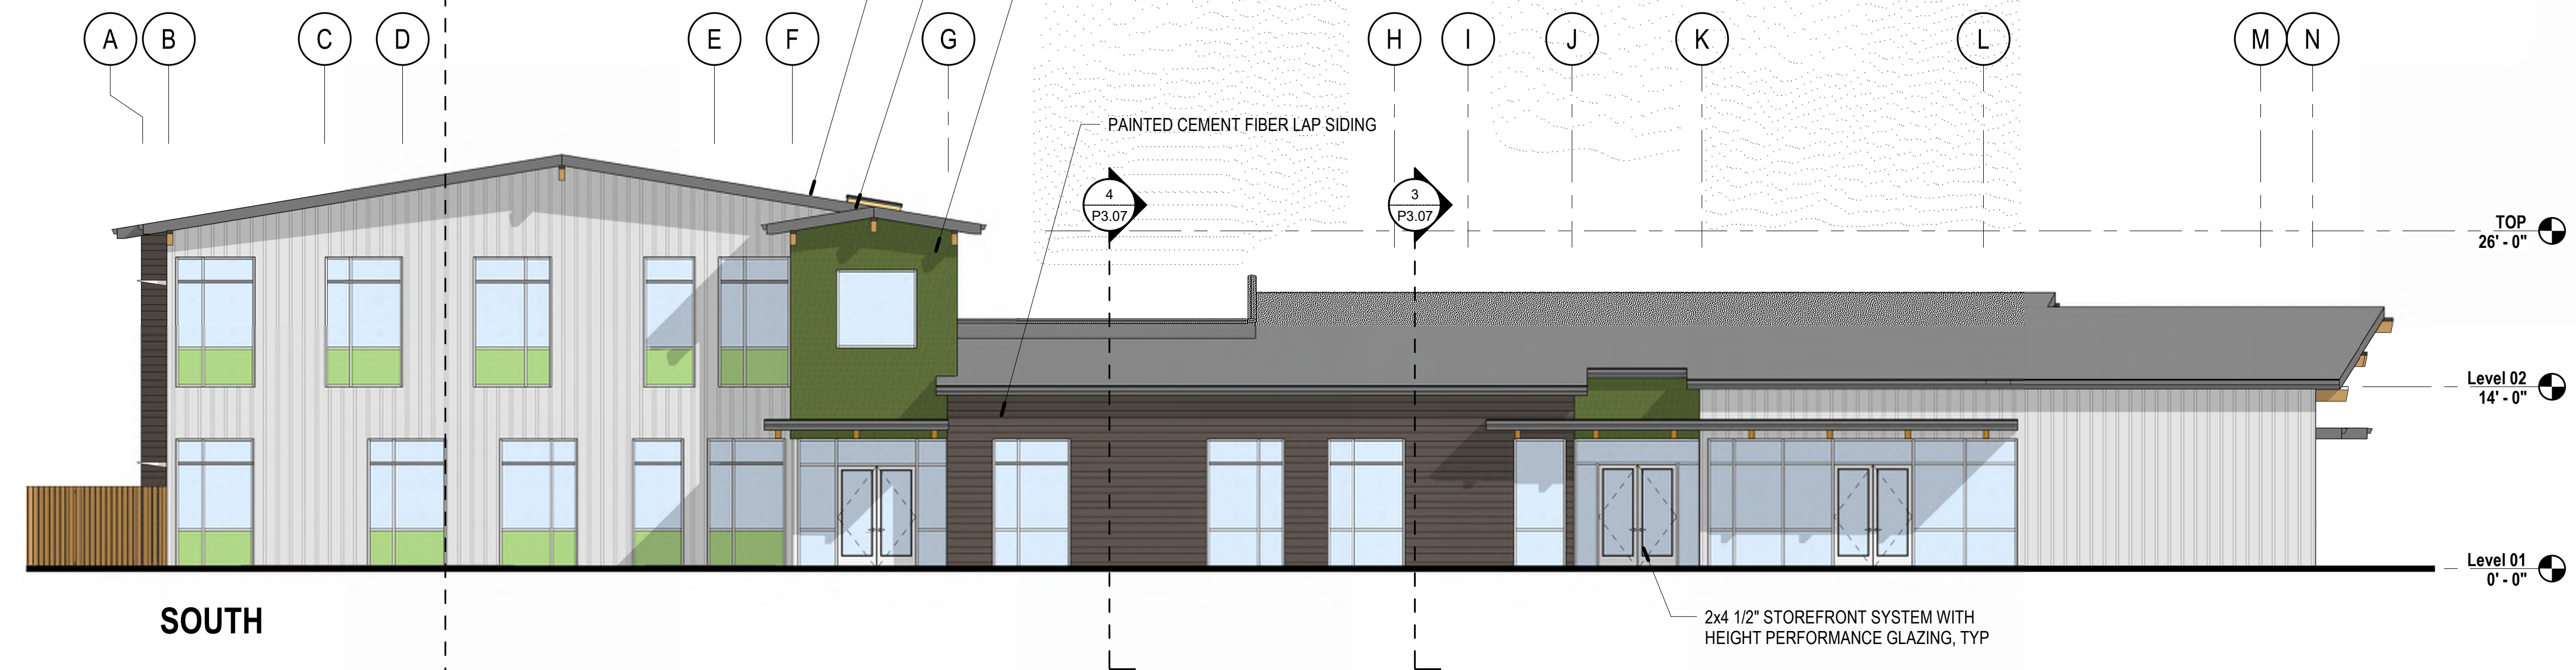 A
B
C
D
E
F
G
H
I
J
K
L
M
N
PAINTED CEMENT FIBER LAP SIDING
4
P3.07
3
P3.07
TOP
26' - 0"
Level 02
14' - 0"
Level 01
0' - 0"
SOUTH
2x4 1/2" STOREFRONT SYSTEM WITH
HEIGHT PERFORMANCE GLAZING, TYP